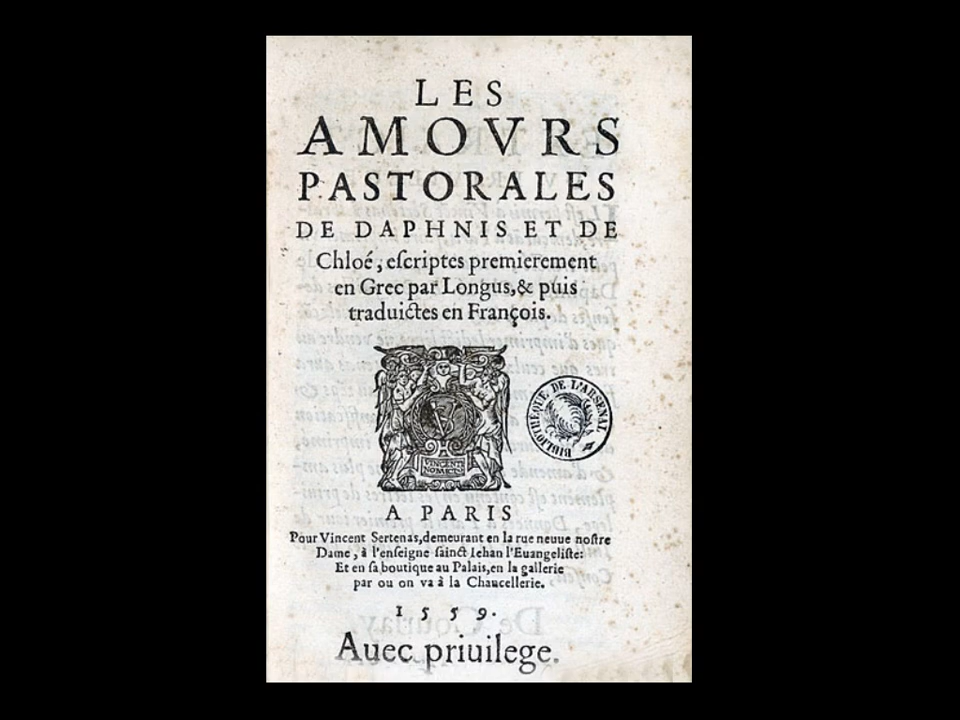 LES
AMOVRS
PASTORALES
DE DAPHNIS ET DE
Chloé, eſcriptes premierement
en Grec par Longus, & puis
traduictes en François.
VINCENTI
BIBLIOTHEQUE DE L'ARSENAL
A PARIS
Pour Vincent Sertenas, demeurant en la rue neuue noſtre
Dame, à l'enſeigne ſainct Iehan l'Euangeliſte:
Et en ſa boutique au Palais, en la gallerie
par ou on va à la Chancellerie.
1559.
Auec priuilege.